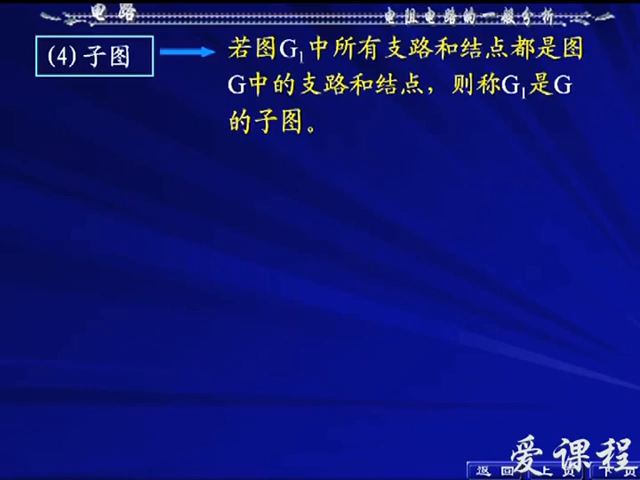 电路
电阻电路的一般分析
(4) 子图
若图G₁中所有支路和结点都是图
G中的支路和结点，则称G₁是G
的子图。
爱课程
返回 上页 下页